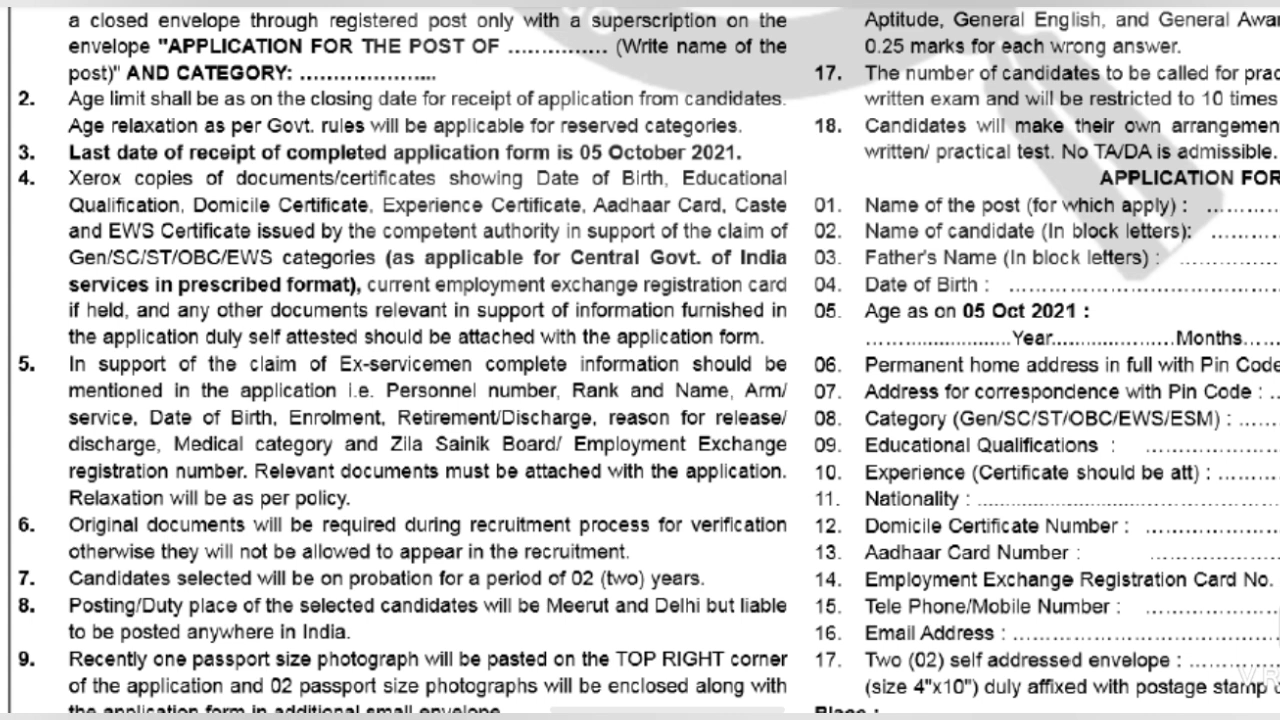 a closed envelope through registered post only with a superscription on the
envelope "APPLICATION FOR THE POST OF ............... (Write name of the
post)" AND CATEGORY: .....................
2. Age limit shall be as on the closing date for receipt of application from candidates.
Age relaxation as per Govt. rules will be applicable for reserved categories.
3. Last date of receipt of completed application form is 05 October 2021.
4. Xerox copies of documents/certificates showing Date of Birth, Educational
Qualification, Domicile Certificate, Experience Certificate, Aadhaar Card, Caste
and EWS Certificate issued by the competent authority in support of the claim of
Gen/SC/ST/OBC/EWS categories (as applicable for Central Govt. of India
services in prescribed format), current employment exchange registration card
if held, and any other documents relevant in support of information furnished in
the application duly self attested should be attached with the application form.
5. In support of the claim of Ex-servicemen complete information should be
mentioned in the application i.e. Personnel number, Rank and Name, Arm/
service, Date of Birth, Enrolment, Retirement/Discharge, reason for release/
discharge, Medical category and Zila Sainik Board/ Employment Exchange
registration number. Relevant documents must be attached with the application.
Relaxation will be as per policy.
6. Original documents will be required during recruitment process for verification
otherwise they will not be allowed to appear in the recruitment.
7. Candidates selected will be on probation for a period of 02 (two) years.
8. Posting/Duty place of the selected candidates will be Meerut and Delhi but liable
to be posted anywhere in India.
9. Recently one passport size photograph will be pasted on the TOP RIGHT corner
of the application and 02 passport size photographs will be enclosed along with
the application form in additional small envelope
Aptitude, General English, and General Awar
0.25 marks for each wrong answer.
17. The number of candidates to be called for prac
written exam and will be restricted to 10 times
18. Candidates will make their own arrangemen
written/ practical test. No TA/DA is admissible.
APPLICATION FOR
01. Name of the post (for which apply) : ..........
02. Name of candidate (In block letters): .........
03. Father's Name (In block letters) : ..............
04. Date of Birth : ........................................
05. Age as on 05 Oct 2021 :
........................Year....................Months......
06. Permanent home address in full with Pin Code
07. Address for correspondence with Pin Code : ..
08. Category (Gen/SC/ST/OBC/EWS/ESM) : ......
09. Educational Qualifications : ....................
10. Experience (Certificate should be att) : .........
11. Nationality : ............................................
12. Domicile Certificate Number : ....................
13. Aadhaar Card Number : ....................
14. Employment Exchange Registration Card No.
15. Tele Phone/Mobile Number : ....................
16. Email Address : ........................................
17. Two (02) self addressed envelope : ..............
(size 4"x10") duly affixed with postage stamp
Place :